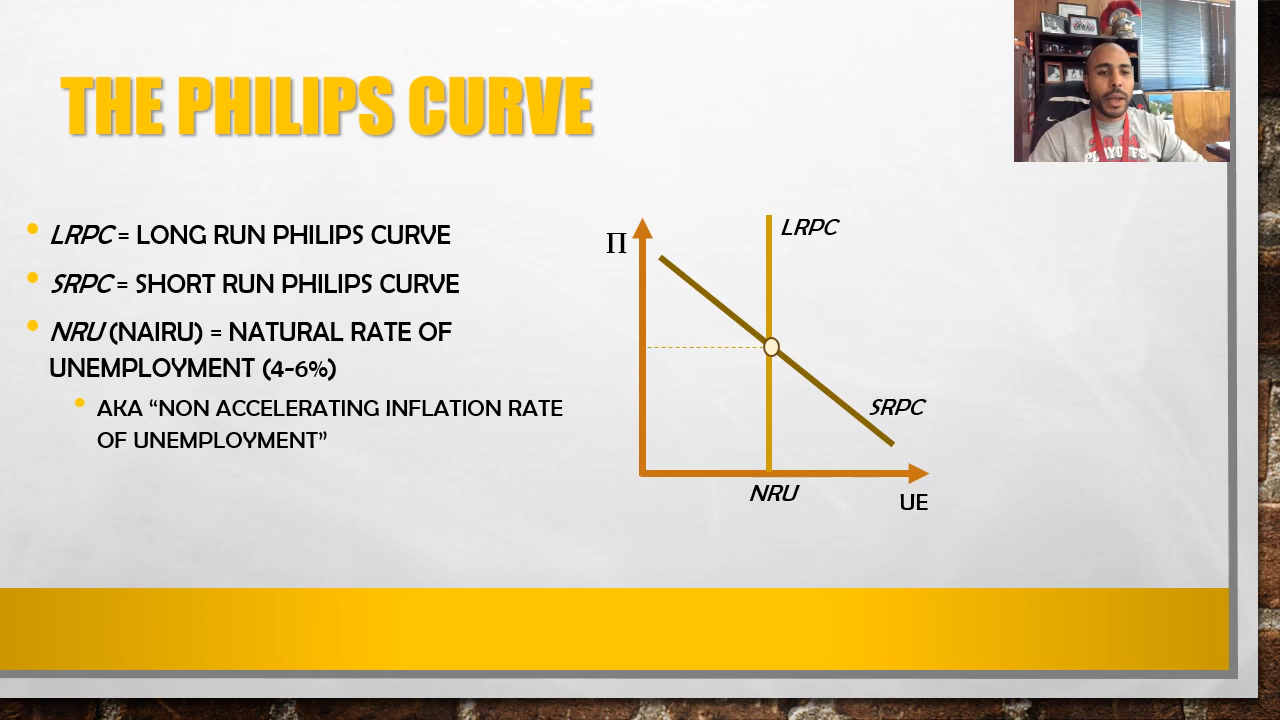 THE PHILIPS CURVE
• LRPC = LONG RUN PHILIPS CURVE
• SRPC = SHORT RUN PHILIPS CURVE
• NRU (NAIRU) = NATURAL RATE OF
UNEMPLOYMENT (4-6%)
• AKA “NON ACCELERATING INFLATION RATE
OF UNEMPLOYMENT”
Π
LRPC
SRPC
NRU
UE
PLAYOFFS